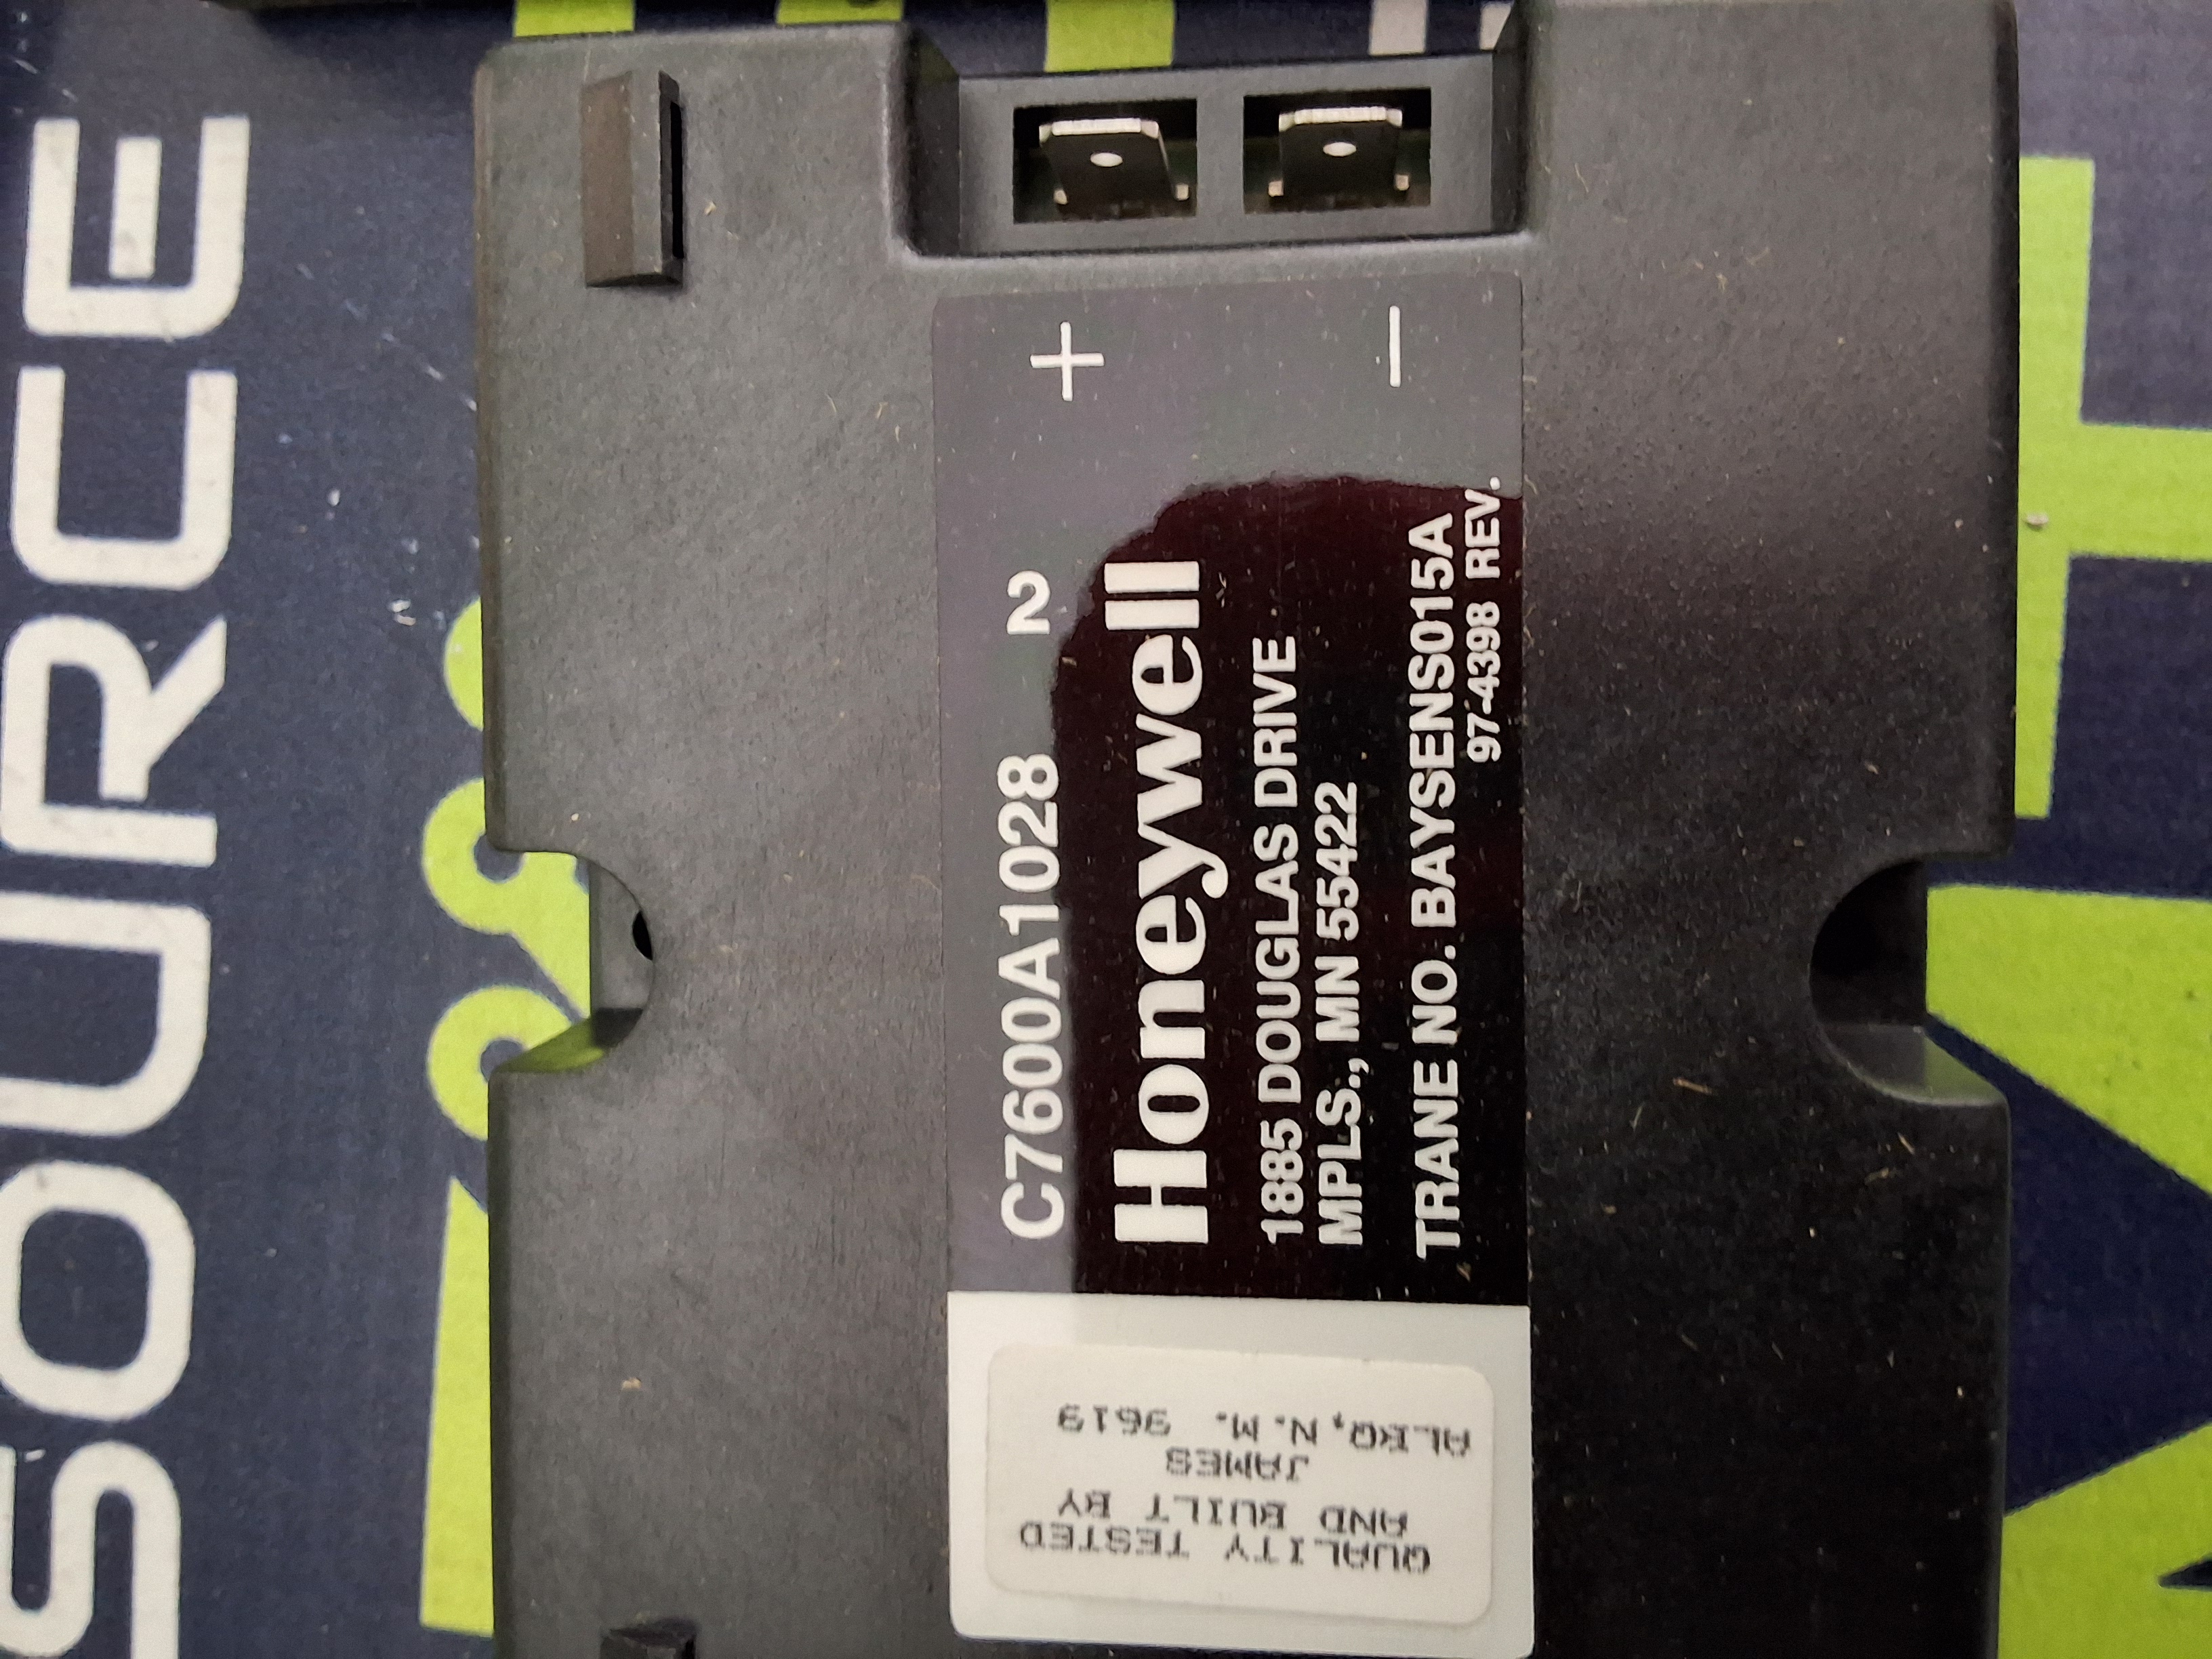 SOURCE
+ −
C7600A1028 2
Honeywell
1885 DOUGLAS DRIVE
MPLS., MN 55422
TRANE NO. BAYSENS015A
97-4398 REV.
QUALITY TESTED
AND BUILT BY
JAMES
ALBQ, N.M. 9619